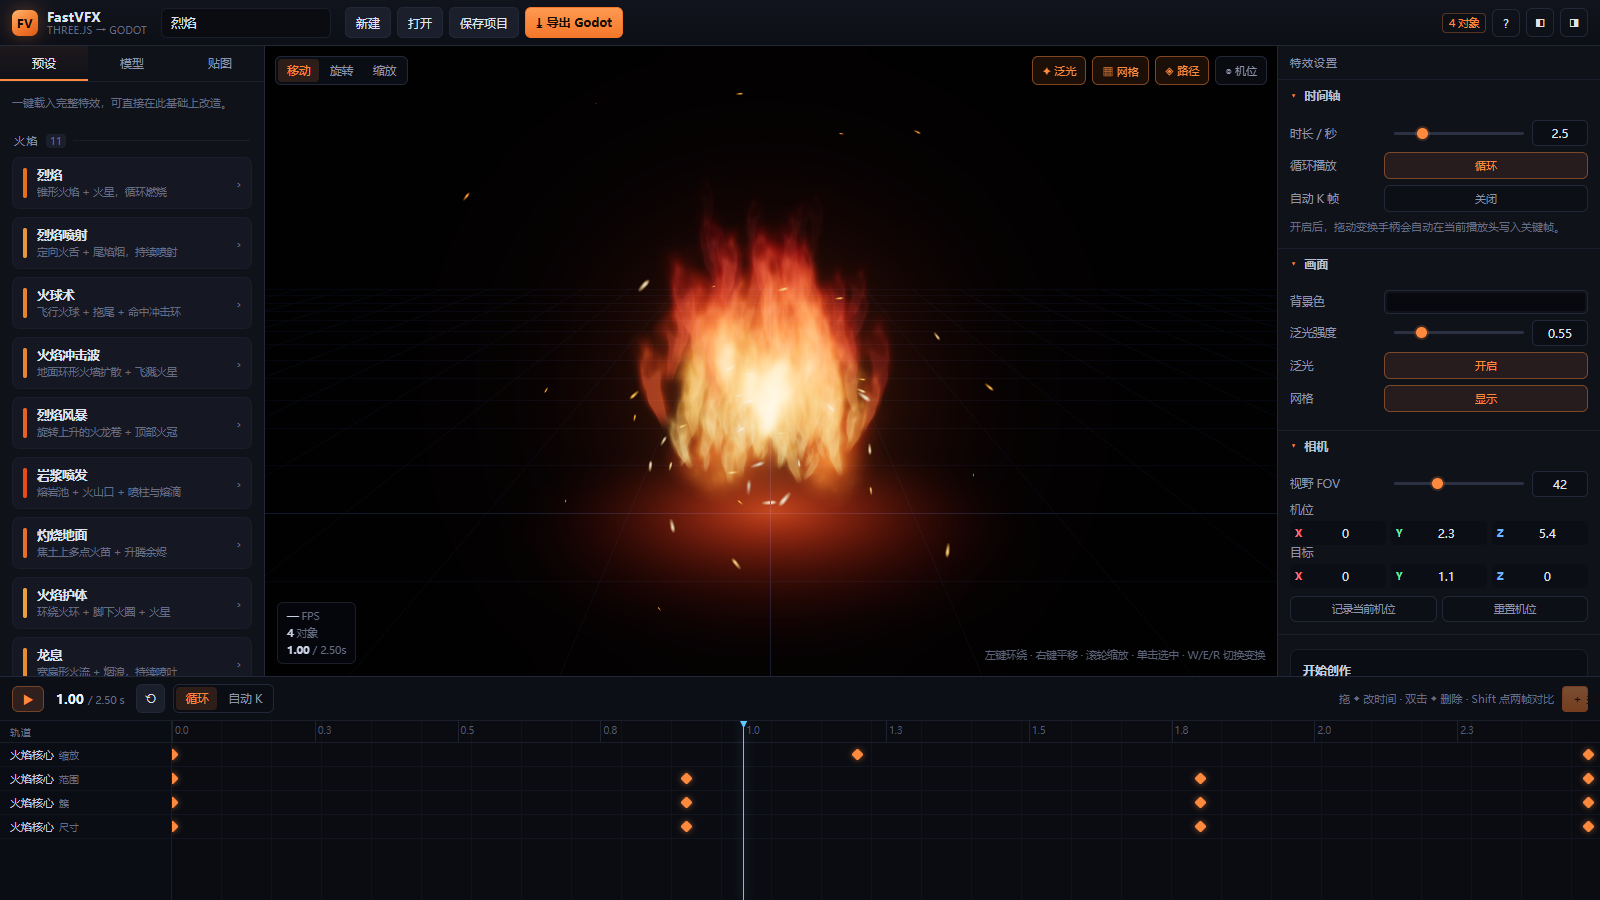 FV
FastVFX
THREE.JS → GODOT
烈焰
新建
打开
保存项目
⤓ 导出 Godot
4 对象
?
预设
模型
贴图
一键载入完整特效，可直接在此基础上改造。
火焰 11
烈焰
锥形火焰 + 火星，循环燃烧
烈焰喷射
定向火舌 + 尾焰烟，持续喷射
火球术
飞行火球 + 拖尾 + 命中冲击环
火焰冲击波
地面环形火墙扩散 + 飞溅火星
烈焰风暴
旋转上升的火龙卷 + 顶部火冠
岩浆喷发
熔岩池 + 火山口 + 喷柱与熔滴
灼烧地面
焦土上多点火苗 + 升腾余烬
火焰护体
环绕火环 + 脚下火圈 + 火星
龙息
宽扇形火流 + 烟浪，持续喷吐
移动
旋转
缩放
✦ 泛光
▦ 网格
◈ 路径
机位
— FPS
4 对象
1.00 / 2.50s
左键环绕 · 右键平移 · 滚轮缩放 · 单击选中 · W/E/R 切换变换
特效设置
时间轴
时长 / 秒
2.5
循环播放
循环
自动 K 帧
关闭
开启后，拖动变换手柄会自动在当前播放头写入关键帧。
画面
背景色
泛光强度
0.55
泛光
开启
网格
显示
相机
视野 FOV
42
机位
X 0 Y 2.3 Z 5.4
目标
X 0 Y 1.1 Z 0
记录当前机位
重置机位
开始创作
1.00 / 2.50 s
循环
自动 K
拖 ✦ 改时间 · 双击 ✦ 删除 · Shift 点两帧对比
+
轨道
0.0 0.3 0.5 0.8 1.0 1.3 1.5 1.8 2.0 2.3
火焰核心 缩放
火焰核心 范围
火焰核心 簇
火焰核心 尺寸